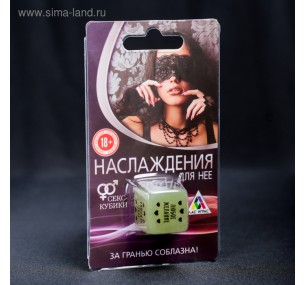 www.sima-land.ru
18+
НАСЛАЖДЕНИЯ
ДЛЯ НЕЕ
СЕКС-
КУБИКИ
ЗА ГРАНЬЮ СОБЛАЗНА!